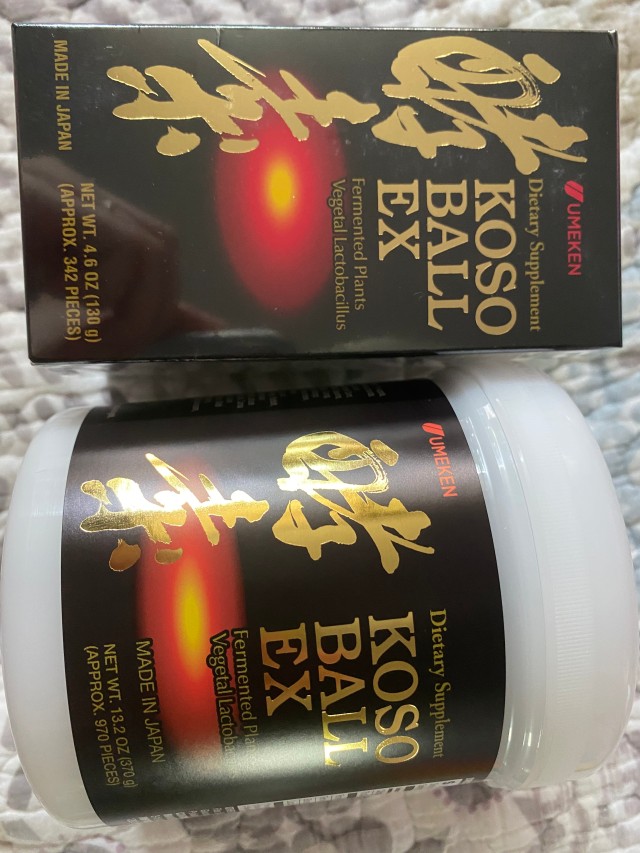 UMEKEN
酵素
Dietary Supplement
KOSO
BALL
EX
Fermented Plants
Vegetal Lactobacillus
MADE IN JAPAN
NET WT. 4.6 OZ (130 g)
(APPROX. 342 PIECES)
UMEKEN
酵素
Dietary Supplement
KOSO
BALL
EX
Fermented
Vegetal
MADE IN JAPAN
NET WT. 13.2 OZ (370 g)
(APPROX. 970 PIECES)